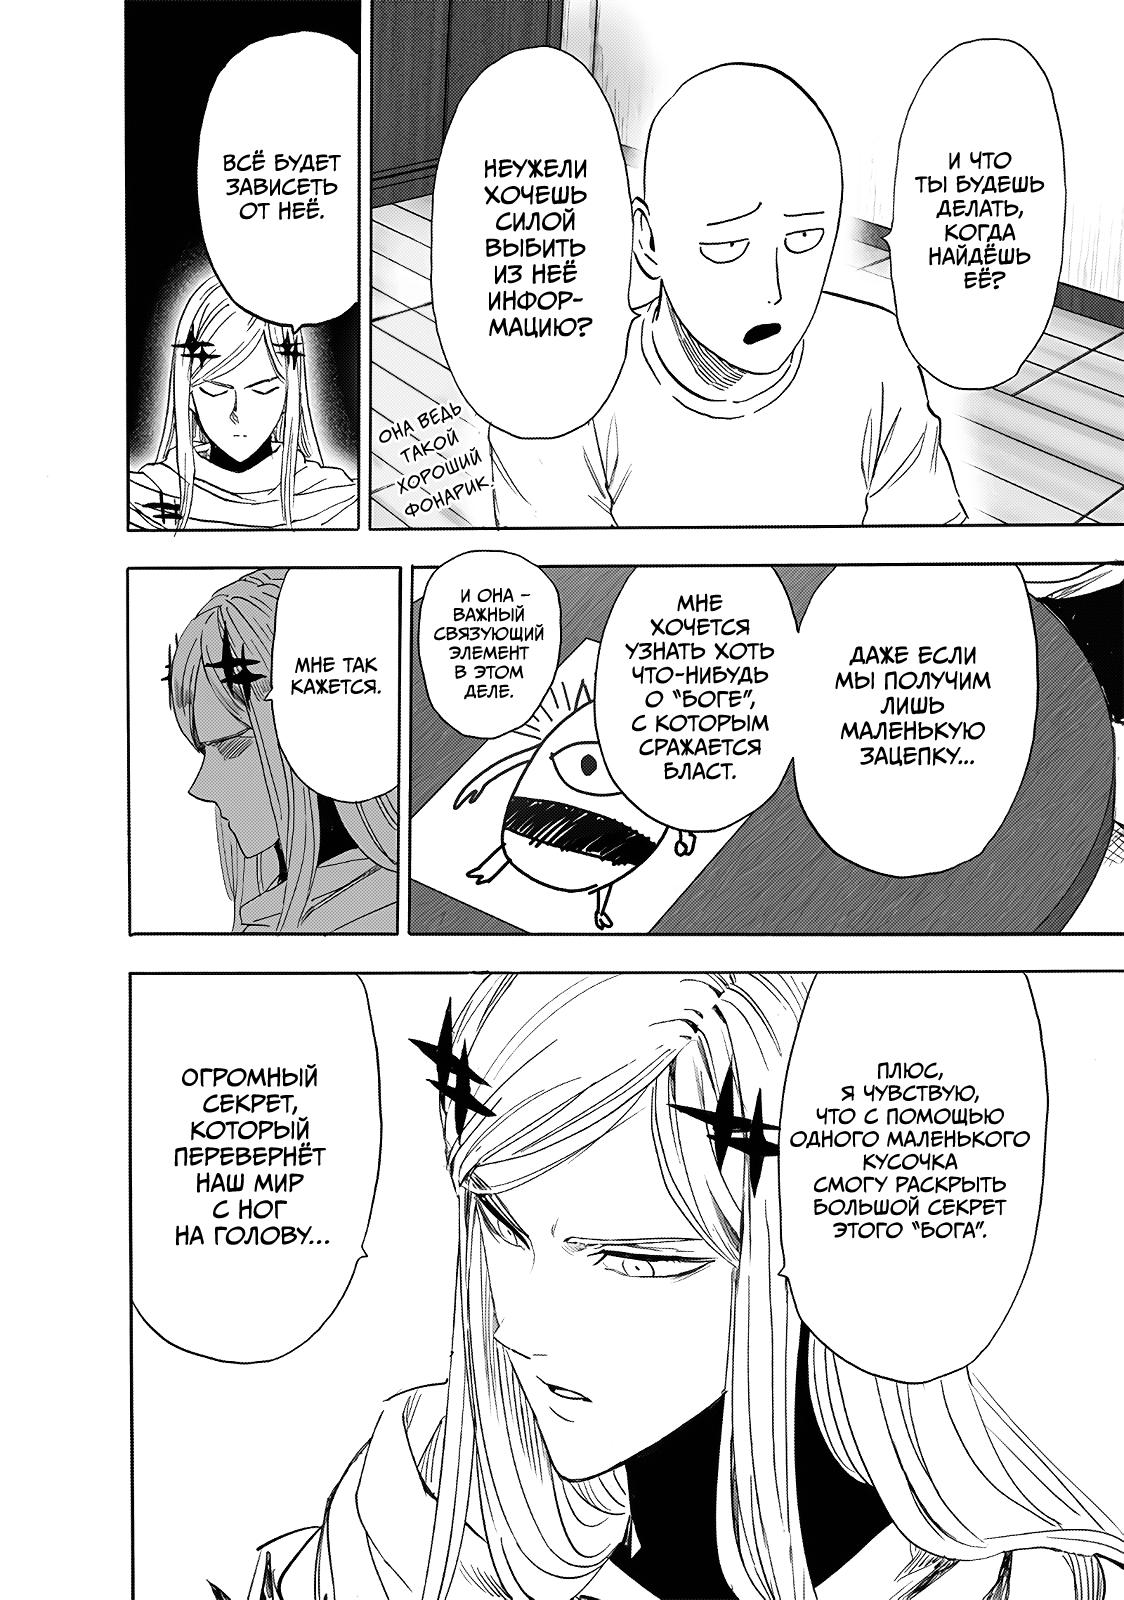 И ЧТО
ТЫ БУДЕШЬ
ДЕЛАТЬ,
КОГДА
НАЙДЁШЬ
ЕЁ?
НЕУЖЕЛИ
ХОЧЕШЬ
СИЛОЙ
ВЫБИТЬ
ИЗ НЕЁ
ИНФОР-
МАЦИЮ?
ОНА ВЕДЬ
ТАКОЙ
ХОРОШИЙ
ФОНАРИК.
ВСЁ БУДЕТ
ЗАВИСЕТЬ
ОТ НЕЁ.
ДАЖЕ ЕСЛИ
МЫ ПОЛУЧИМ
ЛИШЬ
МАЛЕНЬКУЮ
ЗАЦЕПКУ...
МНЕ
ХОЧЕТСЯ
УЗНАТЬ ХОТЬ
ЧТО-НИБУДЬ
О "БОГЕ",
С КОТОРЫМ
СРАЖАЕТСЯ
БЛАСТ.
И ОНА –
ВАЖНЫЙ
СВЯЗУЮЩИЙ
ЭЛЕМЕНТ
В ЭТОМ
ДЕЛЕ.
МНЕ ТАК
КАЖЕТСЯ.
ПЛЮС,
Я ЧУВСТВУЮ,
ЧТО С ПОМОЩЬЮ
ОДНОГО МАЛЕНЬКОГО
КУСОЧКА
СМОГУ РАСКРЫТЬ
БОЛЬШОЙ СЕКРЕТ
ЭТОГО "БОГА".
ОГРОМНЫЙ
СЕКРЕТ,
КОТОРЫЙ
ПЕРЕВЕРНЁТ
НАШ МИР
С НОГ
НА ГОЛОВУ...